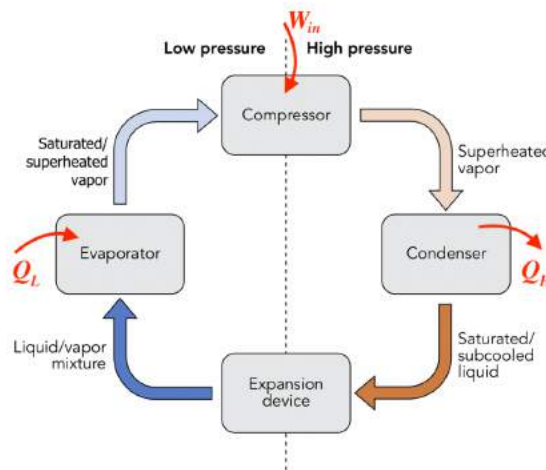 W_in
Low pressure
High pressure
Compressor
Saturated/
superheated
vapor
Superheated
vapor
Evaporator
Condenser
Q_L
Liquid/vapor
mixture
Expansion
device
Saturated/
subcooled
liquid